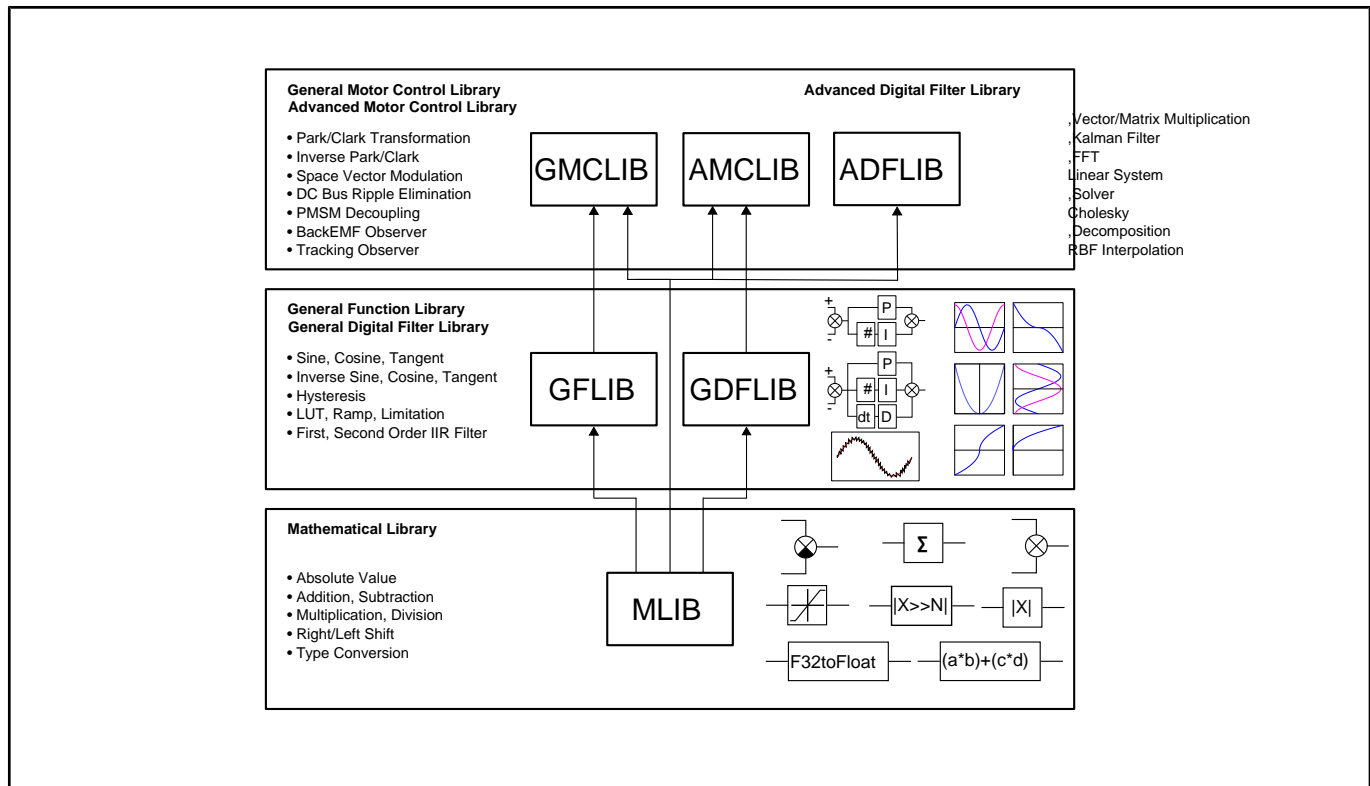 General Motor Control Library
Advanced Motor Control Library
• Park/Clark Transformation
• Inverse Park/Clark
• Space Vector Modulation
• DC Bus Ripple Elimination
• PMSM Decoupling
• BackEMF Observer
• Tracking Observer
GMCLIB
AMCLIB
Advanced Digital Filter Library
ADFLIB
,Vector/Matrix Multiplication
,Kalman Filter
,FFT
Linear System
,Solver
Cholesky
,Decomposition
RBF Interpolation
General Function Library
General Digital Filter Library
• Sine, Cosine, Tangent
• Inverse Sine, Cosine, Tangent
• Hysteresis
• LUT, Ramp, Limitation
• First, Second Order IIR Filter
GFLIB
GDFLIB
+
P
-
# I
+
P
# I
-
dt D
Mathematical Library
• Absolute Value
• Addition, Subtraction
• Multiplication, Division
• Right/Left Shift
• Type Conversion
MLIB
Σ
|X>>N|
|X|
F32toFloat
(a*b)+(c*d)